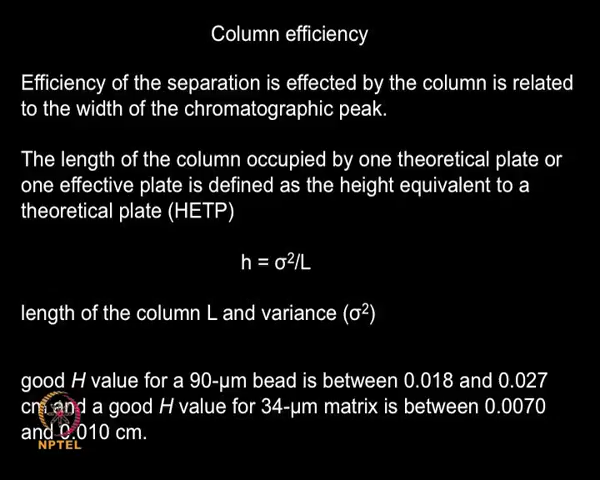 Column efficiency
Efficiency of the separation is effected by the column is related
to the width of the chromatographic peak.
The length of the column occupied by one theoretical plate or
one effective plate is defined as the height equivalent to a
theoretical plate (HETP)
h = σ²/L
length of the column L and variance (σ²)
good H value for a 90-μm bead is between 0.018 and 0.027
cm and a good H value for 34-μm matrix is between 0.0070
and 0.010 cm.
NPTEL